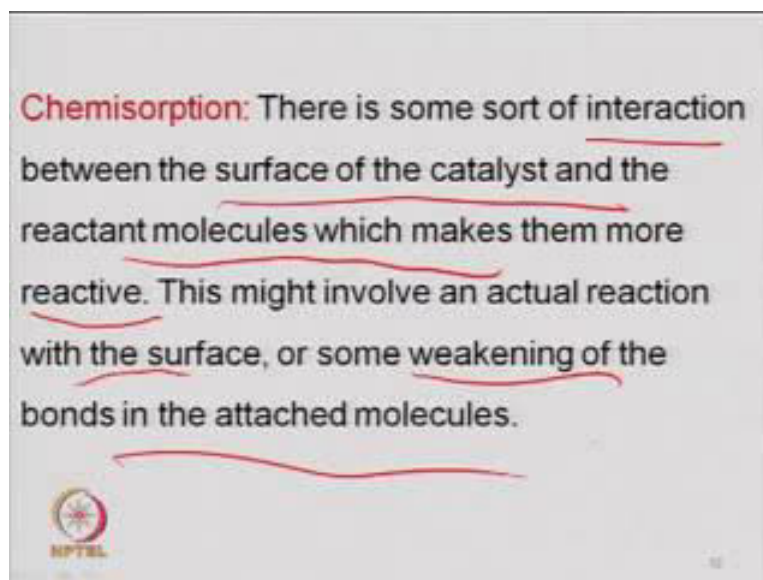 Chemisorption: There is some sort of interaction
between the surface of the catalyst and the
reactant molecules which makes them more
reactive. This might involve an actual reaction
with the surface, or some weakening of the
bonds in the attached molecules.
NPTEL